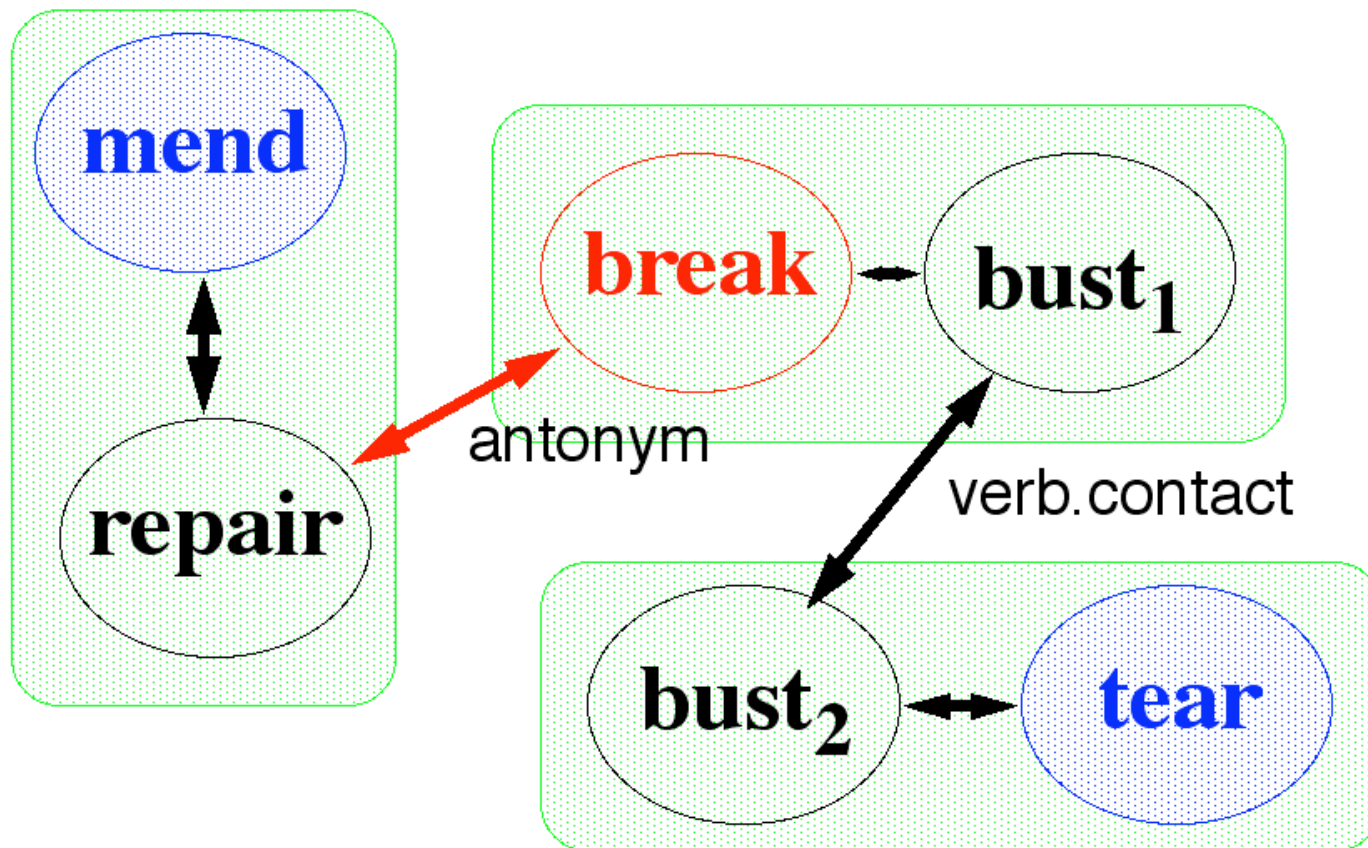 mend
break
bust1
antonym
verb.contact
repair
bust2
tear